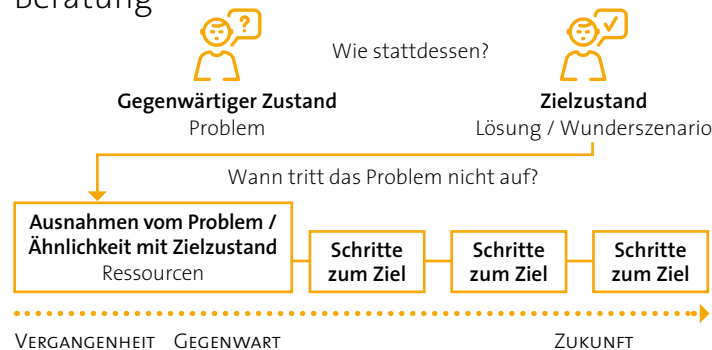 Beratung
?
Wie stattdessen?
Gegenwärtiger Zustand
Problem
Zielzustand
Lösung / Wunderszenario
Wann tritt das Problem nicht auf?
Ausnahmen vom Problem /
Ähnlichkeit mit Zielzustand
Ressourcen
Schritte
zum Ziel
Schritte
zum Ziel
Schritte
zum Ziel
VERGANGENHEIT GEGENWART ZUKUNFT